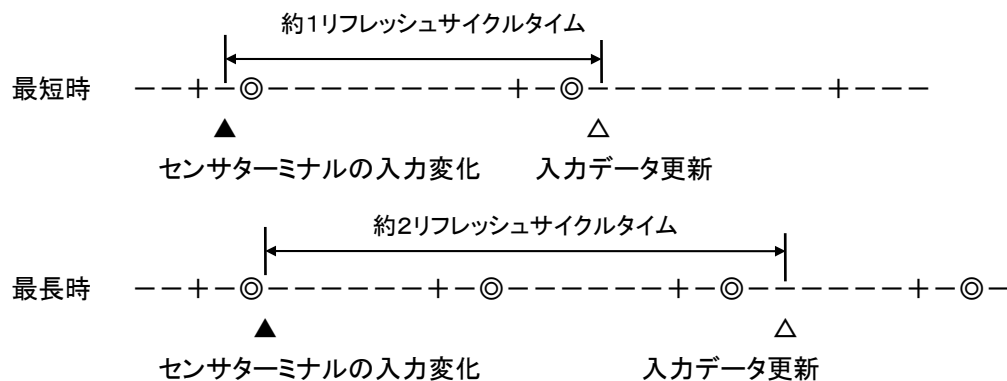 約1リフレッシュサイクルタイム
最短時 －－＋－◎－－－－－－－－＋－◎－－－－－－－－＋－－－
▲ △
センサターミナルの入力変化 入力データ更新
約2リフレッシュサイクルタイム
最長時 －－＋－◎－－－－－－＋－◎－－－－－－＋－◎－－－－－－＋－◎－
▲ △
センサターミナルの入力変化 入力データ更新